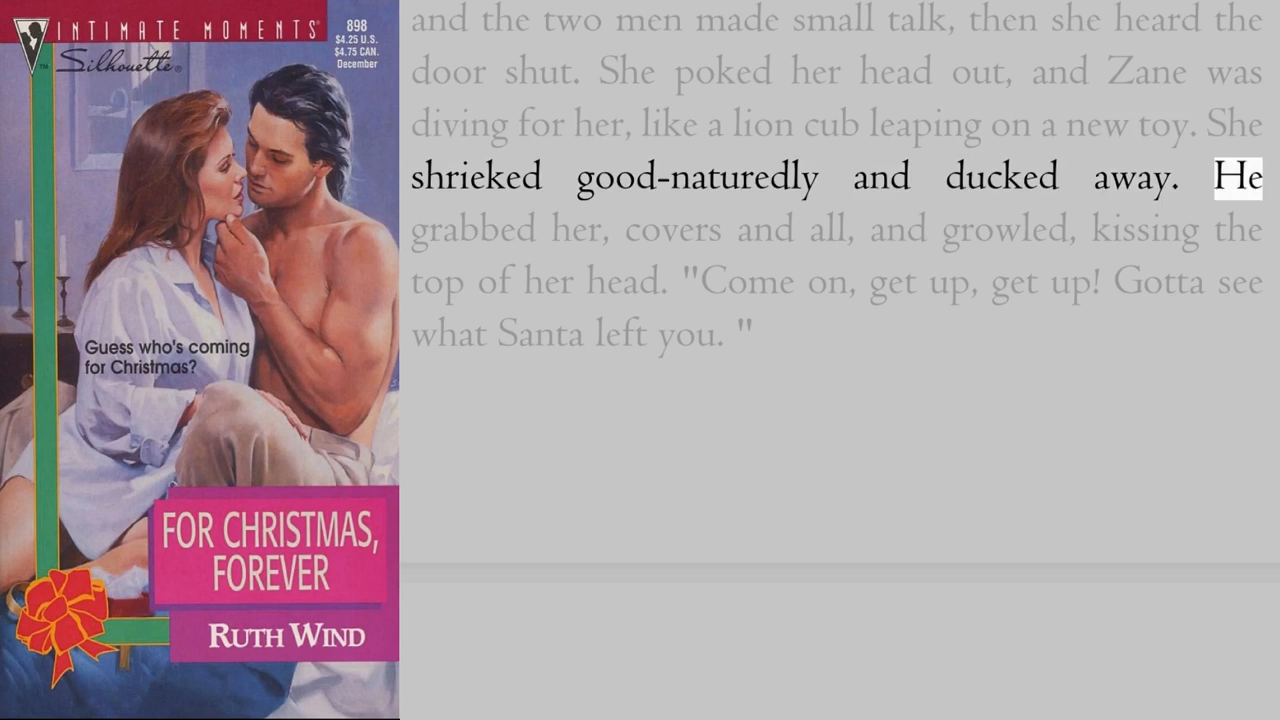 INTIMATE MOMENTS®
Silhouette®
TM
898
$4.25 U.S.
$4.75 CAN.
December
Guess who's coming
for Christmas?
FOR CHRISTMAS,
FOREVER
RUTH WIND
and the two men made small talk, then she heard the
door shut. She poked her head out, and Zane was
diving for her, like a lion cub leaping on a new toy. She
shrieked good-naturedly and ducked away. He
grabbed her, covers and all, and growled, kissing the
top of her head. "Come on, get up, get up! Gotta see
what Santa left you. "